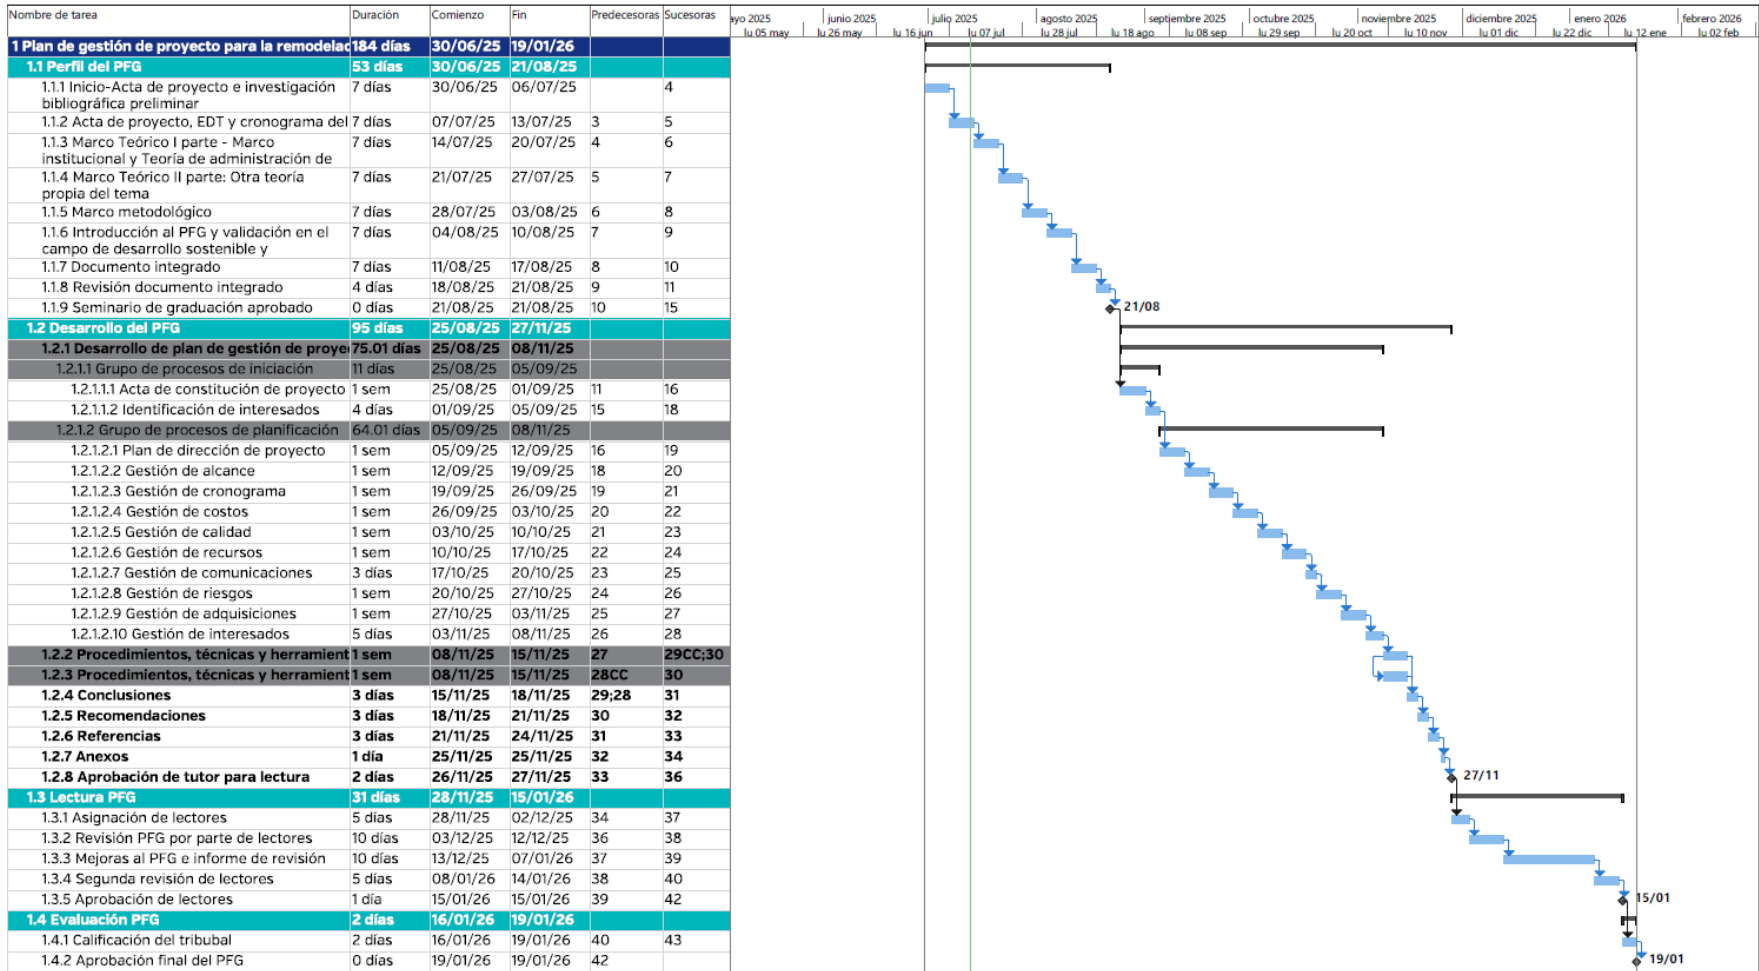 Nombre de tarea Duración Comienzo Fin Predecesoras Sucesoras
ayo 2025 junio 2025 julio 2025 agosto 2025 septiembre 2025 octubre 2025 noviembre 2025 diciembre 2025 enero 2026 febrero 2026
lu 05 may lu 26 may lu 16 jun lu 07 jul lu 28 jul lu 18 ago lu 08 sep lu 29 sep lu 20 oct lu 10 nov lu 01 dic lu 22 dic lu 12 ene lu 02 feb
1 Plan de gestión de proyecto para la remodelac 184 días 30/06/25 19/01/26
1.1 Perfil del PFG 53 días 30/06/25 21/08/25
1.1.1 Inicio-Acta de proyecto e investigación 7 días 30/06/25 06/07/25 4
bibliográfica preliminar
1.1.2 Acta de proyecto, EDT y cronograma del 7 días 07/07/25 13/07/25 3 5
1.1.3 Marco Teórico I parte - Marco 7 días 14/07/25 20/07/25 4 6
institucional y Teoría de administración de
1.1.4 Marco Teórico II parte: Otra teoría 7 días 21/07/25 27/07/25 5 7
propia del tema
1.1.5 Marco metodológico 7 días 28/07/25 03/08/25 6 8
1.1.6 Introducción al PFG y validación en el 7 días 04/08/25 10/08/25 7 9
campo de desarrollo sostenible y
1.1.7 Documento integrado 7 días 11/08/25 17/08/25 8 10
1.1.8 Revisión documento integrado 4 días 18/08/25 21/08/25 9 11
1.1.9 Seminario de graduación aprobado 0 días 21/08/25 21/08/25 10 15 21/08
1.2 Desarrollo del PFG 95 días 25/08/25 27/11/25
1.2.1 Desarrollo de plan de gestión de proye 75.01 días 25/08/25 08/11/25
1.2.1.1 Grupo de procesos de iniciación 11 días 25/08/25 05/09/25
1.2.1.1.1 Acta de constitución de proyecto 1 sem 25/08/25 01/09/25 11 16
1.2.1.1.2 Identificación de interesados 4 días 01/09/25 05/09/25 15 18
1.2.1.2 Grupo de procesos de planificación 64.01 días 05/09/25 08/11/25
1.2.1.2.1 Plan de dirección de proyecto 1 sem 05/09/25 12/09/25 16 19
1.2.1.2.2 Gestión de alcance 1 sem 12/09/25 19/09/25 18 20
1.2.1.2.3 Gestión de cronograma 1 sem 19/09/25 26/09/25 19 21
1.2.1.2.4 Gestión de costos 1 sem 26/09/25 03/10/25 20 22
1.2.1.2.5 Gestión de calidad 1 sem 03/10/25 10/10/25 21 23
1.2.1.2.6 Gestión de recursos 1 sem 10/10/25 17/10/25 22 24
1.2.1.2.7 Gestión de comunicaciones 3 días 17/10/25 20/10/25 23 25
1.2.1.2.8 Gestión de riesgos 1 sem 20/10/25 27/10/25 24 26
1.2.1.2.9 Gestión de adquisiciones 1 sem 27/10/25 03/11/25 25 27
1.2.1.2.10 Gestión de interesados 5 días 03/11/25 08/11/25 26 28
1.2.2 Procedimientos, técnicas y herramient 1 sem 08/11/25 15/11/25 27 29CC;30
1.2.3 Procedimientos, técnicas y herramient 1 sem 08/11/25 15/11/25 28CC 30
1.2.4 Conclusiones 3 días 15/11/25 18/11/25 29;28 31
1.2.5 Recomendaciones 3 días 18/11/25 21/11/25 30 32
1.2.6 Referencias 3 días 21/11/25 24/11/25 31 33
1.2.7 Anexos 1 día 25/11/25 25/11/25 32 34
1.2.8 Aprobación de tutor para lectura 2 días 26/11/25 27/11/25 33 36 27/11
1.3 Lectura PFG 31 días 28/11/25 15/01/26
1.3.1 Asignación de lectores 5 días 28/11/25 02/12/25 34 37
1.3.2 Revisión PFG por parte de lectores 10 días 03/12/25 12/12/25 36 38
1.3.3 Mejoras al PFG e informe de revisión 10 días 13/12/25 07/01/26 37 39
1.3.4 Segunda revisión de lectores 5 días 08/01/26 14/01/26 38 40
1.3.5 Aprobación de lectores 1 día 15/01/26 15/01/26 39 42 15/01
1.4 Evaluación PFG 2 días 16/01/26 19/01/26
1.4.1 Calificación del tribubal 2 días 16/01/26 19/01/26 40 43
1.4.2 Aprobación final del PFG 0 días 19/01/26 19/01/26 42 19/01